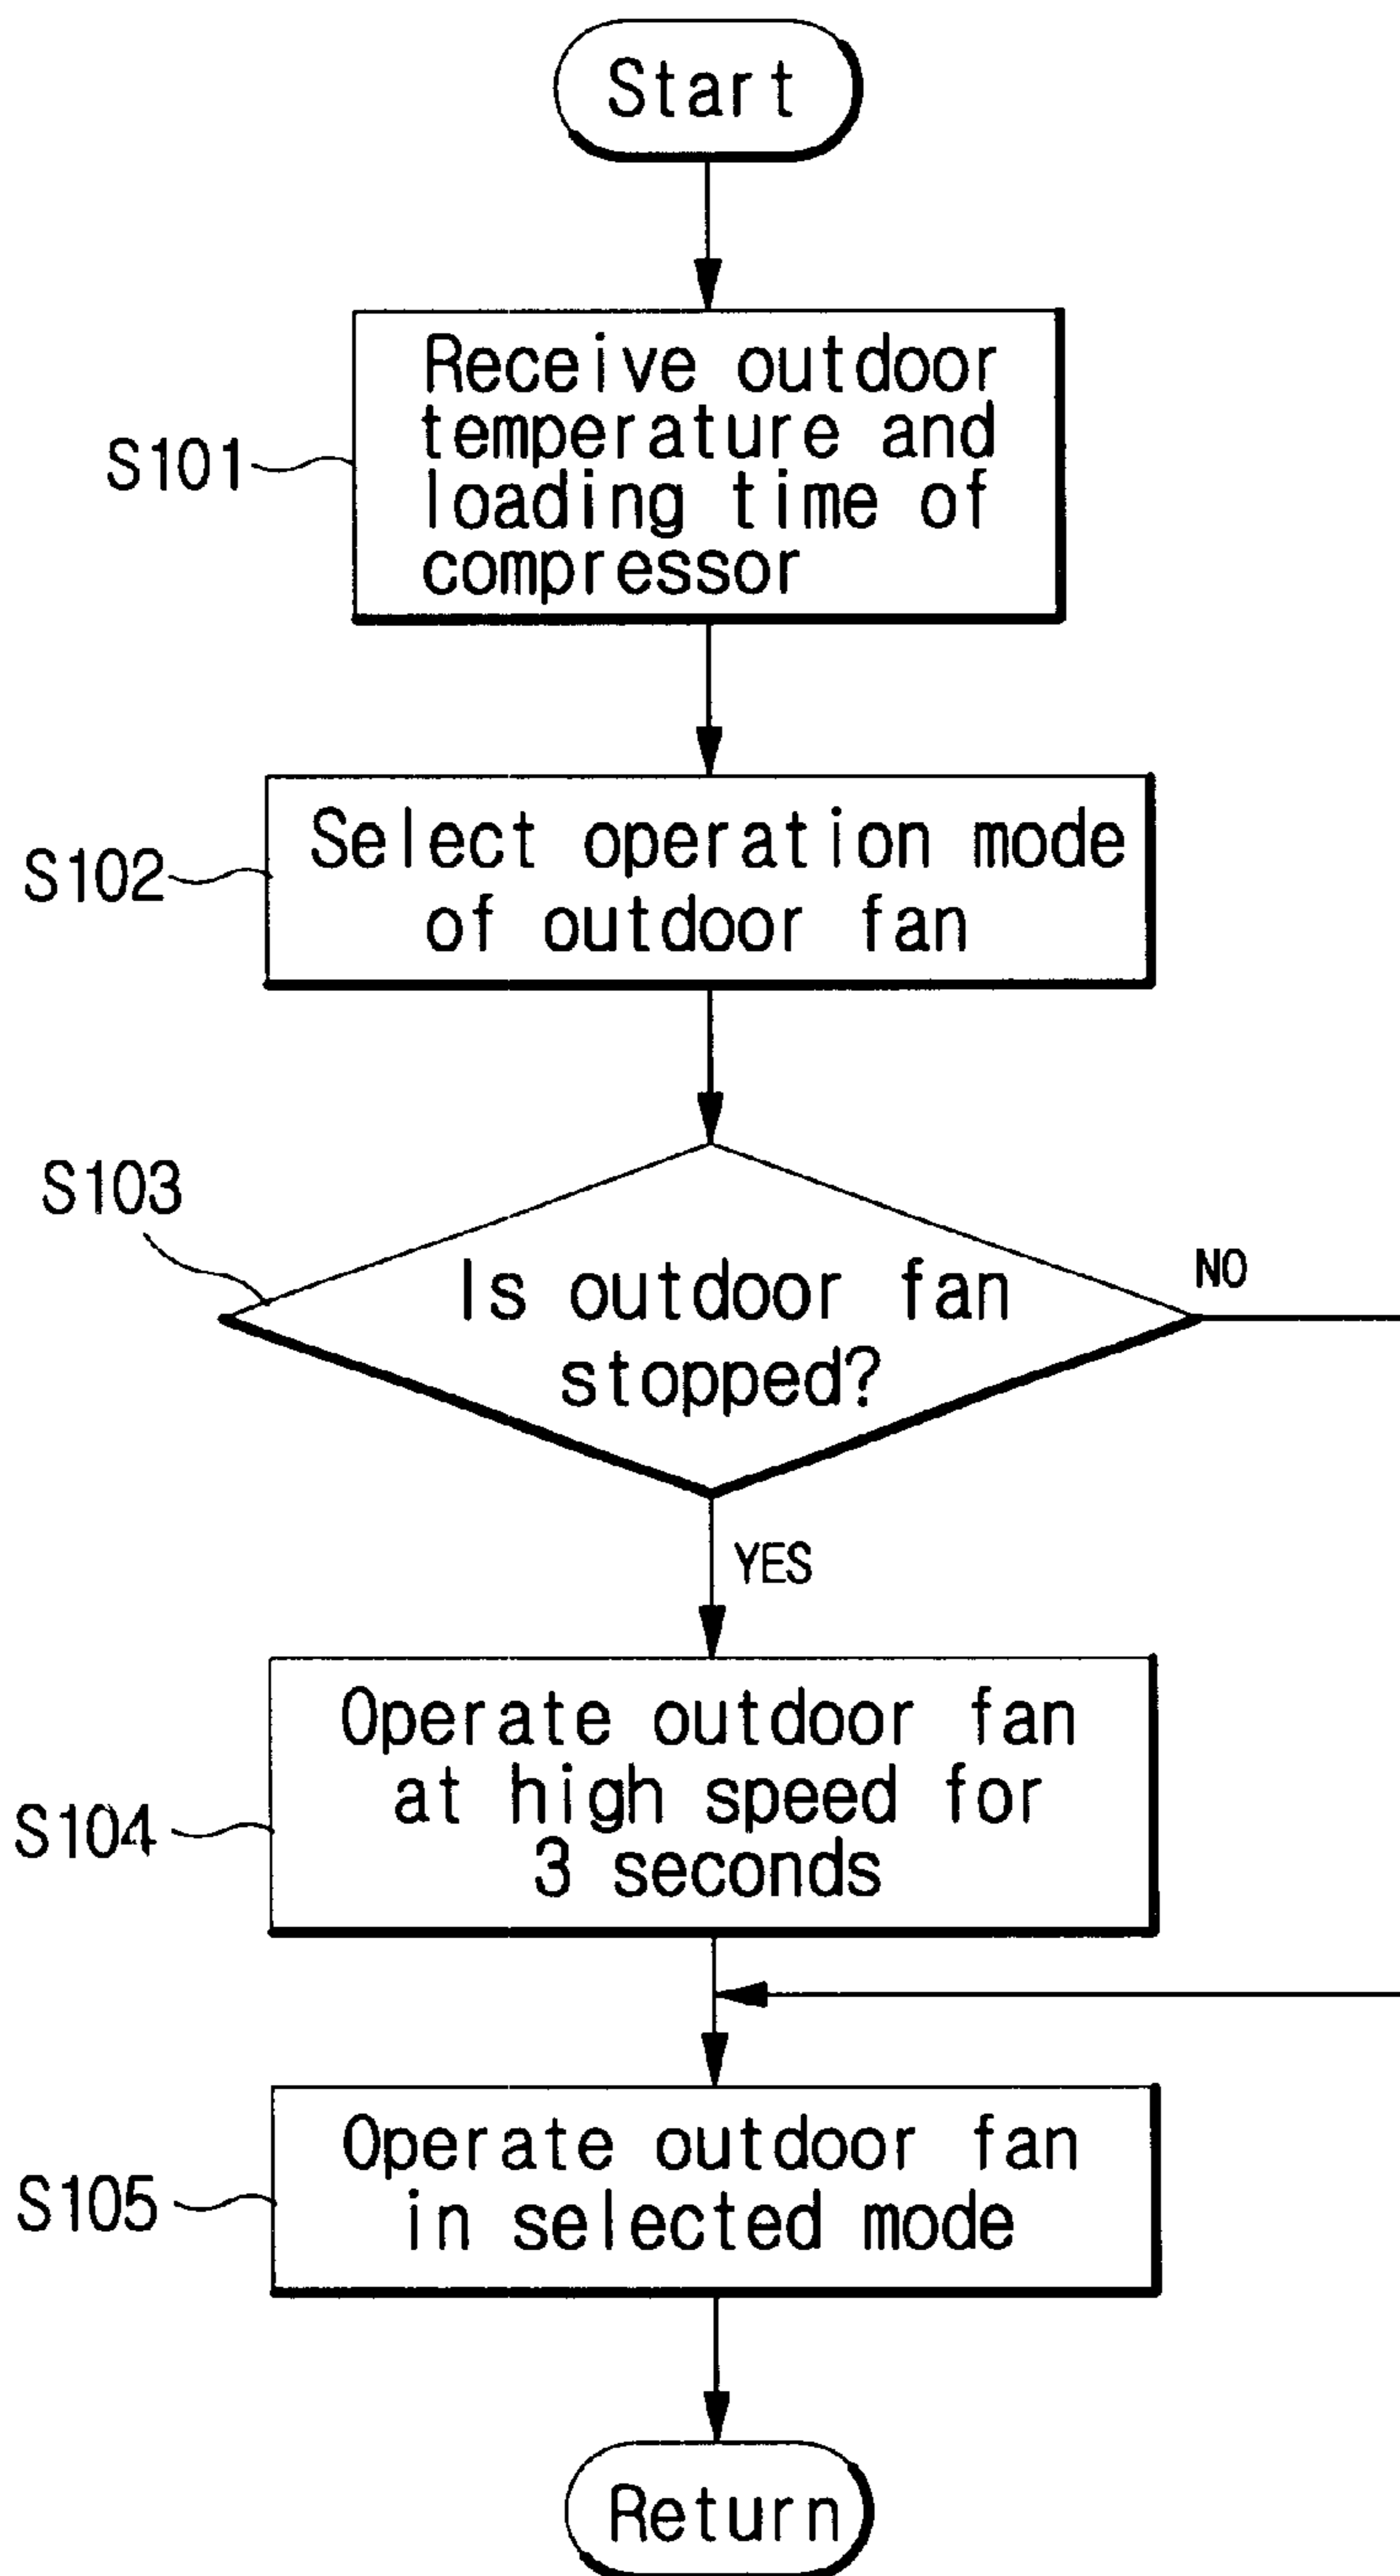 Start
Receive outdoor
temperature and
loading time of
compressor
S101
Select operation mode
of outdoor fan
S102
S103
Is outdoor fan
stopped?
NO
YES
Operate outdoor fan
at high speed for
3 seconds
S104
Operate outdoor fan
in selected mode
S105
Return